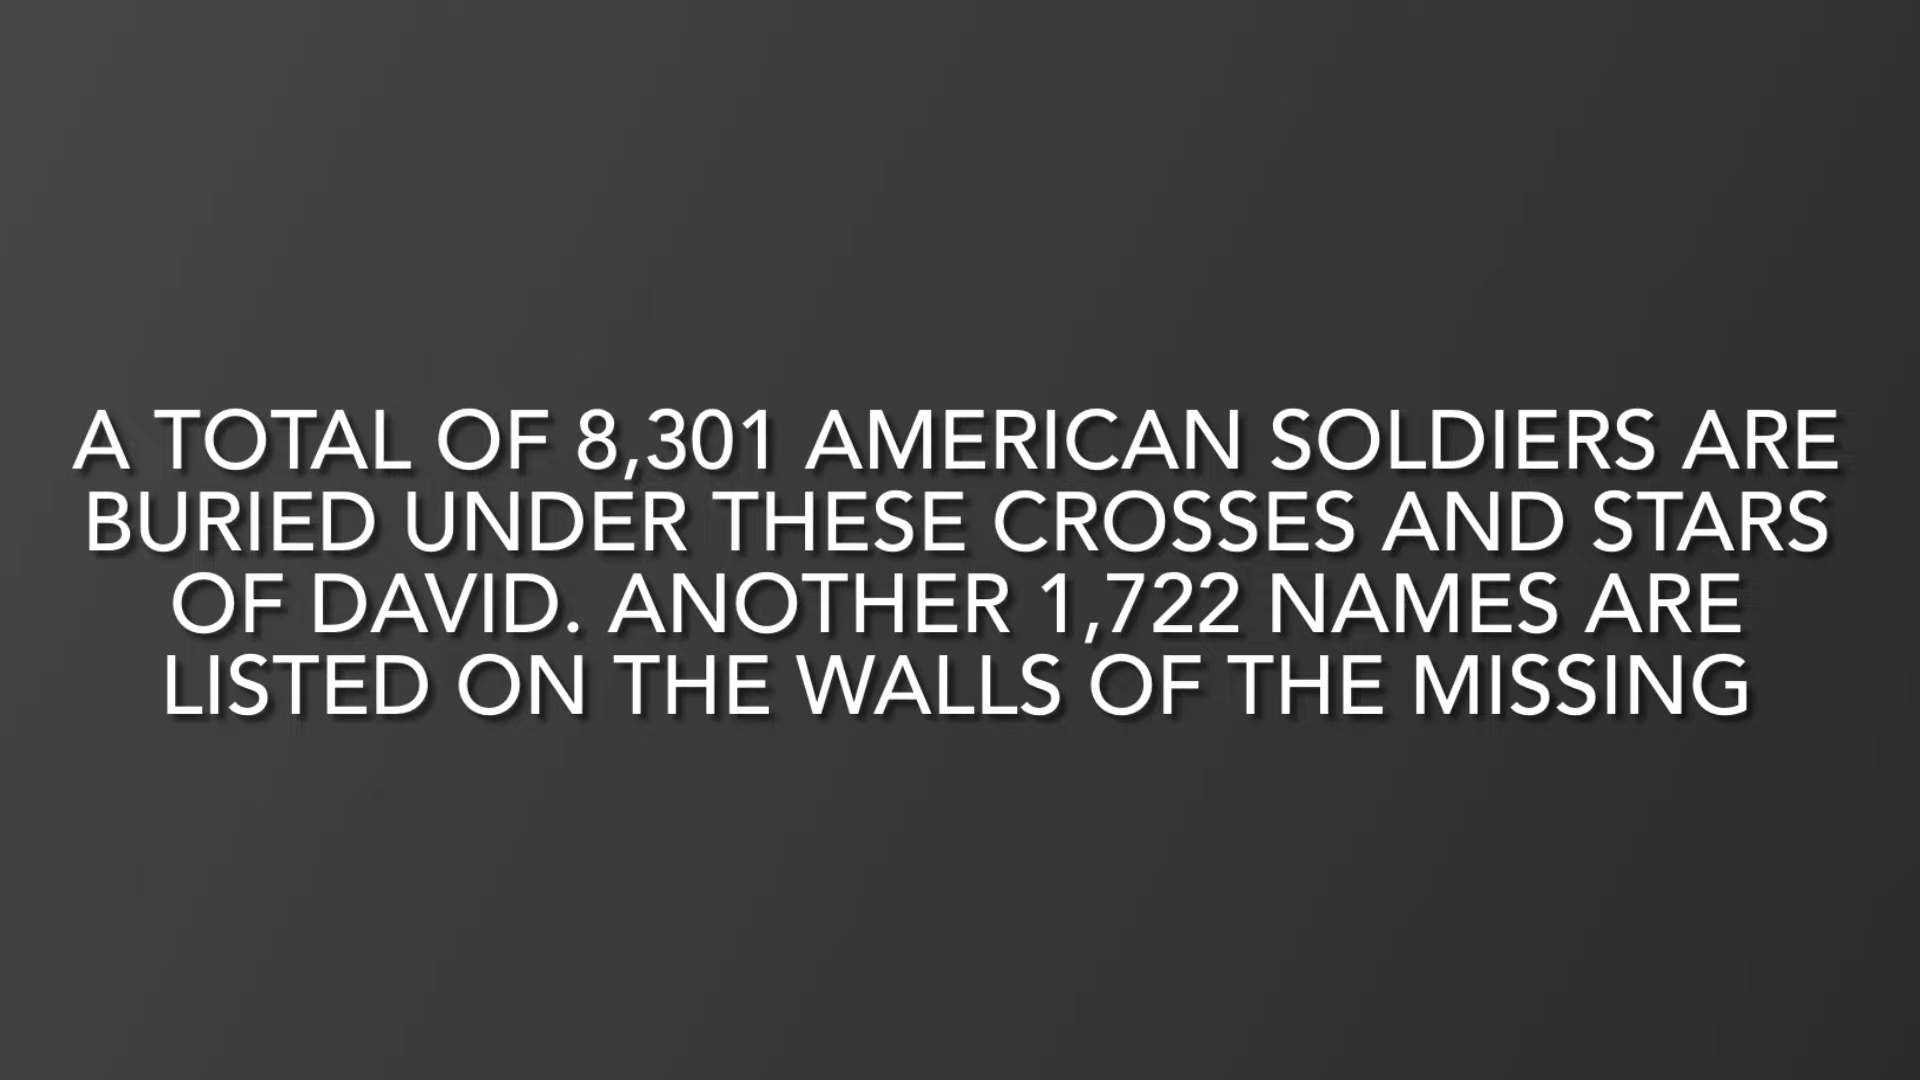 A TOTAL OF 8,301 AMERICAN SOLDIERS ARE
BURIED UNDER THESE CROSSES AND STARS
OF DAVID. ANOTHER 1,722 NAMES ARE
LISTED ON THE WALLS OF THE MISSING